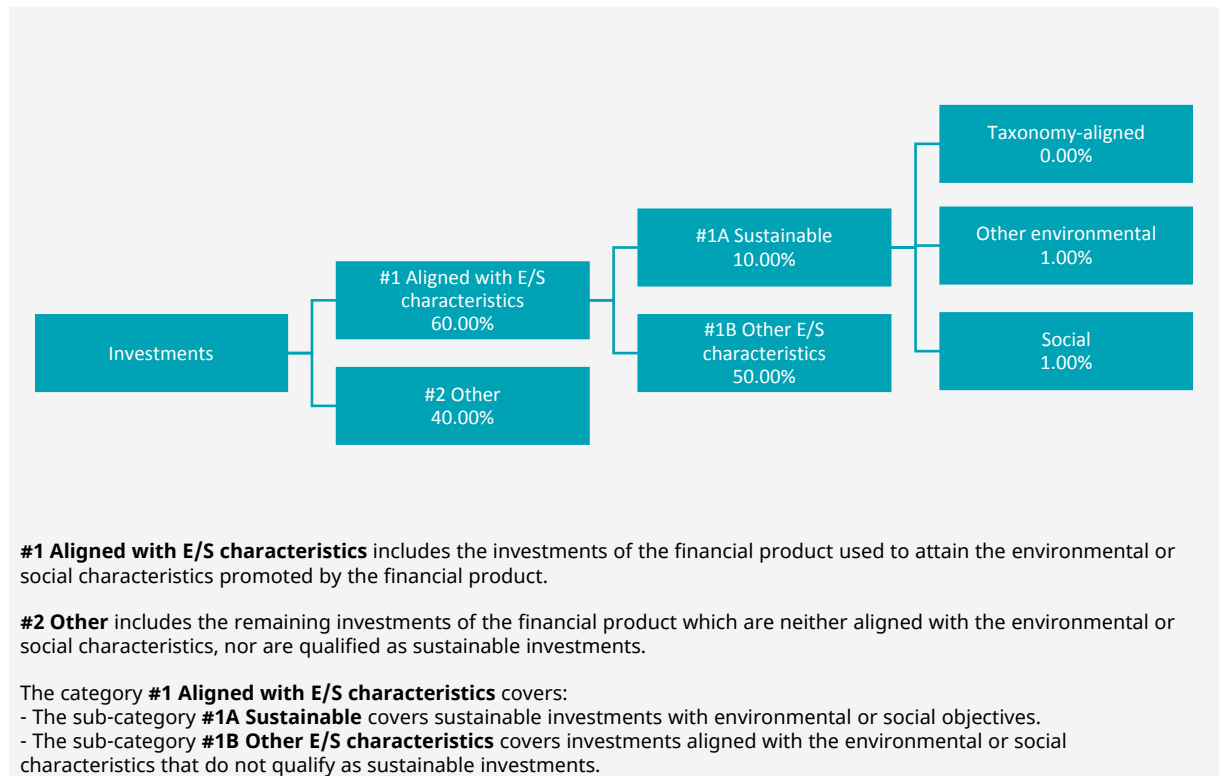 Investments
#1 Aligned with E/S
characteristics
60.00%
#2 Other
40.00%
#1A Sustainable
10.00%
#1B Other E/S
characteristics
50.00%
Taxonomy-aligned
0.00%
Other environmental
1.00%
Social
1.00%
#1 Aligned with E/S characteristics includes the investments of the financial product used to attain the environmental or
social characteristics promoted by the financial product.
#2 Other includes the remaining investments of the financial product which are neither aligned with the environmental or
social characteristics, nor are qualified as sustainable investments.
The category #1 Aligned with E/S characteristics covers:
- The sub-category #1A Sustainable covers sustainable investments with environmental or social objectives.
- The sub-category #1B Other E/S characteristics covers investments aligned with the environmental or social
characteristics that do not qualify as sustainable investments.